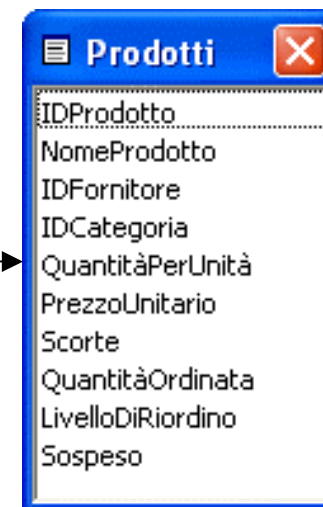 Prodotti
IDProdotto
NomeProdotto
IDFornitore
IDCategoria
QuantitàPerUnità
PrezzoUnitario
Scorte
QuantitàOrdinata
LivelloDiRiordino
Sospeso